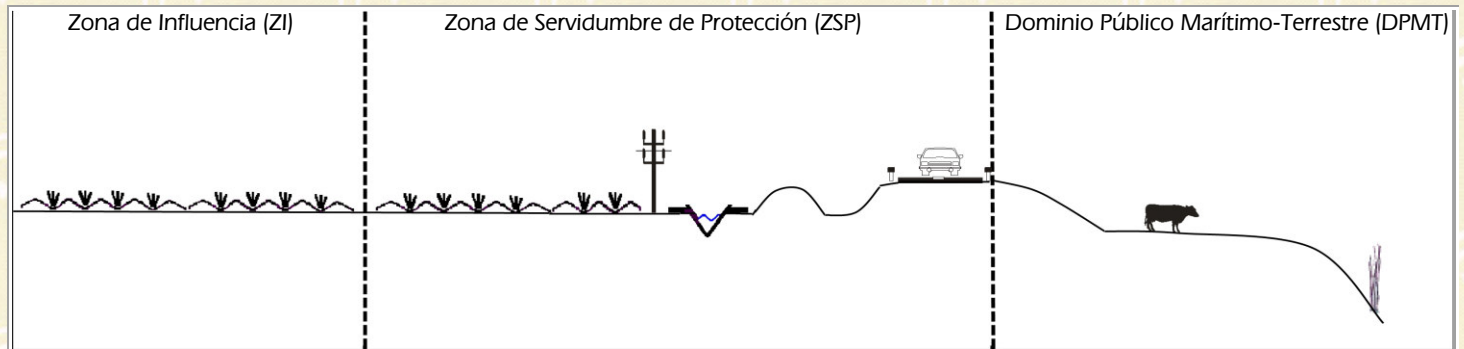 Zona de Influencia (ZI)
Zona de Servidumbre de Protección (ZSP)
Dominio Público Marítimo-Terrestre (DPMT)